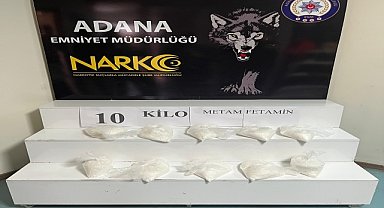 ADANA
EMNİYET MÜDÜRLÜĞÜ
NARKO
10 KİLO METAMFETAMİN